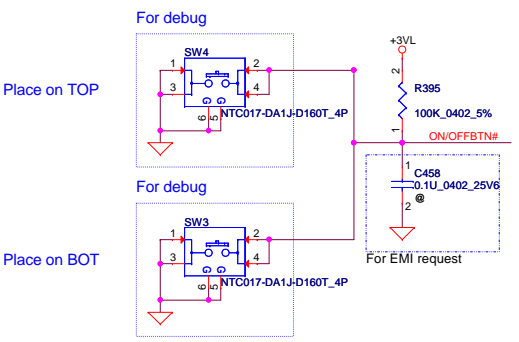 For debug
Place on TOP
SW4
1
2
3
4
G
G
6
5
NTC017-DA1J-D160T_4P
+3VL
2
R395
100K_0402_5%
1
ON/OFFBTN#
1
C458
0.1U_0402_25V6
@
2
For EMI request
For debug
Place on BOT
SW3
1
2
3
4
G
G
6
5
NTC017-DA1J-D160T_4P